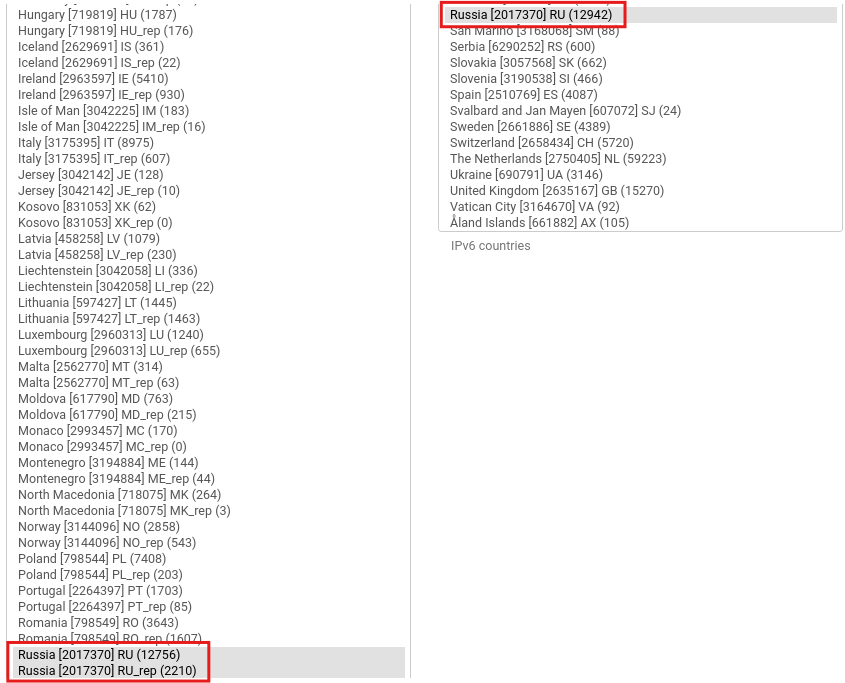 Hungary [719819] HU (1787)
Hungary [719819] HU_rep (176)
Iceland [2629691] IS (361)
Iceland [2629691] IS_rep (22)
Ireland [2963597] IE (5410)
Ireland [2963597] IE_rep (930)
Isle of Man [3042225] IM (183)
Isle of Man [3042225] IM_rep (16)
Italy [3175395] IT (8975)
Italy [3175395] IT_rep (607)
Jersey [3042142] JE (128)
Jersey [3042142] JE_rep (10)
Kosovo [831053] XK (62)
Kosovo [831053] XK_rep (0)
Latvia [458258] LV (1079)
Latvia [458258] LV_rep (230)
Liechtenstein [3042058] LI (336)
Liechtenstein [3042058] LI_rep (22)
Lithuania [597427] LT (1445)
Lithuania [597427] LT_rep (1463)
Luxembourg [2960313] LU (1240)
Luxembourg [2960313] LU_rep (655)
Malta [2562770] MT (314)
Malta [2562770] MT_rep (63)
Moldova [617790] MD (763)
Moldova [617790] MD_rep (215)
Monaco [2993457] MC (170)
Monaco [2993457] MC_rep (0)
Montenegro [3194884] ME (144)
Montenegro [3194884] ME_rep (44)
North Macedonia [718075] MK (264)
North Macedonia [718075] MK_rep (3)
Norway [3144096] NO (2858)
Norway [3144096] NO_rep (543)
Poland [798544] PL (7408)
Poland [798544] PL_rep (203)
Portugal [2264397] PT (1703)
Portugal [2264397] PT_rep (85)
Romania [798549] RO (3643)
Romania [798549] RO_rep (1607)
Russia [2017370] RU (12756)
Russia [2017370] RU_rep (2210)
Russia [2017370] RU (12942)
San Marino [3168068] SM (88)
Serbia [6290252] RS (600)
Slovakia [3057568] SK (662)
Slovenia [3190538] SI (466)
Spain [2510769] ES (4087)
Svalbard and Jan Mayen [607072] SJ (24)
Sweden [2661886] SE (4389)
Switzerland [2658434] CH (5720)
The Netherlands [2750405] NL (59223)
Ukraine [690791] UA (3146)
United Kingdom [2635167] GB (15270)
Vatican City [3164670] VA (92)
Åland Islands [661882] AX (105)
IPv6 countries